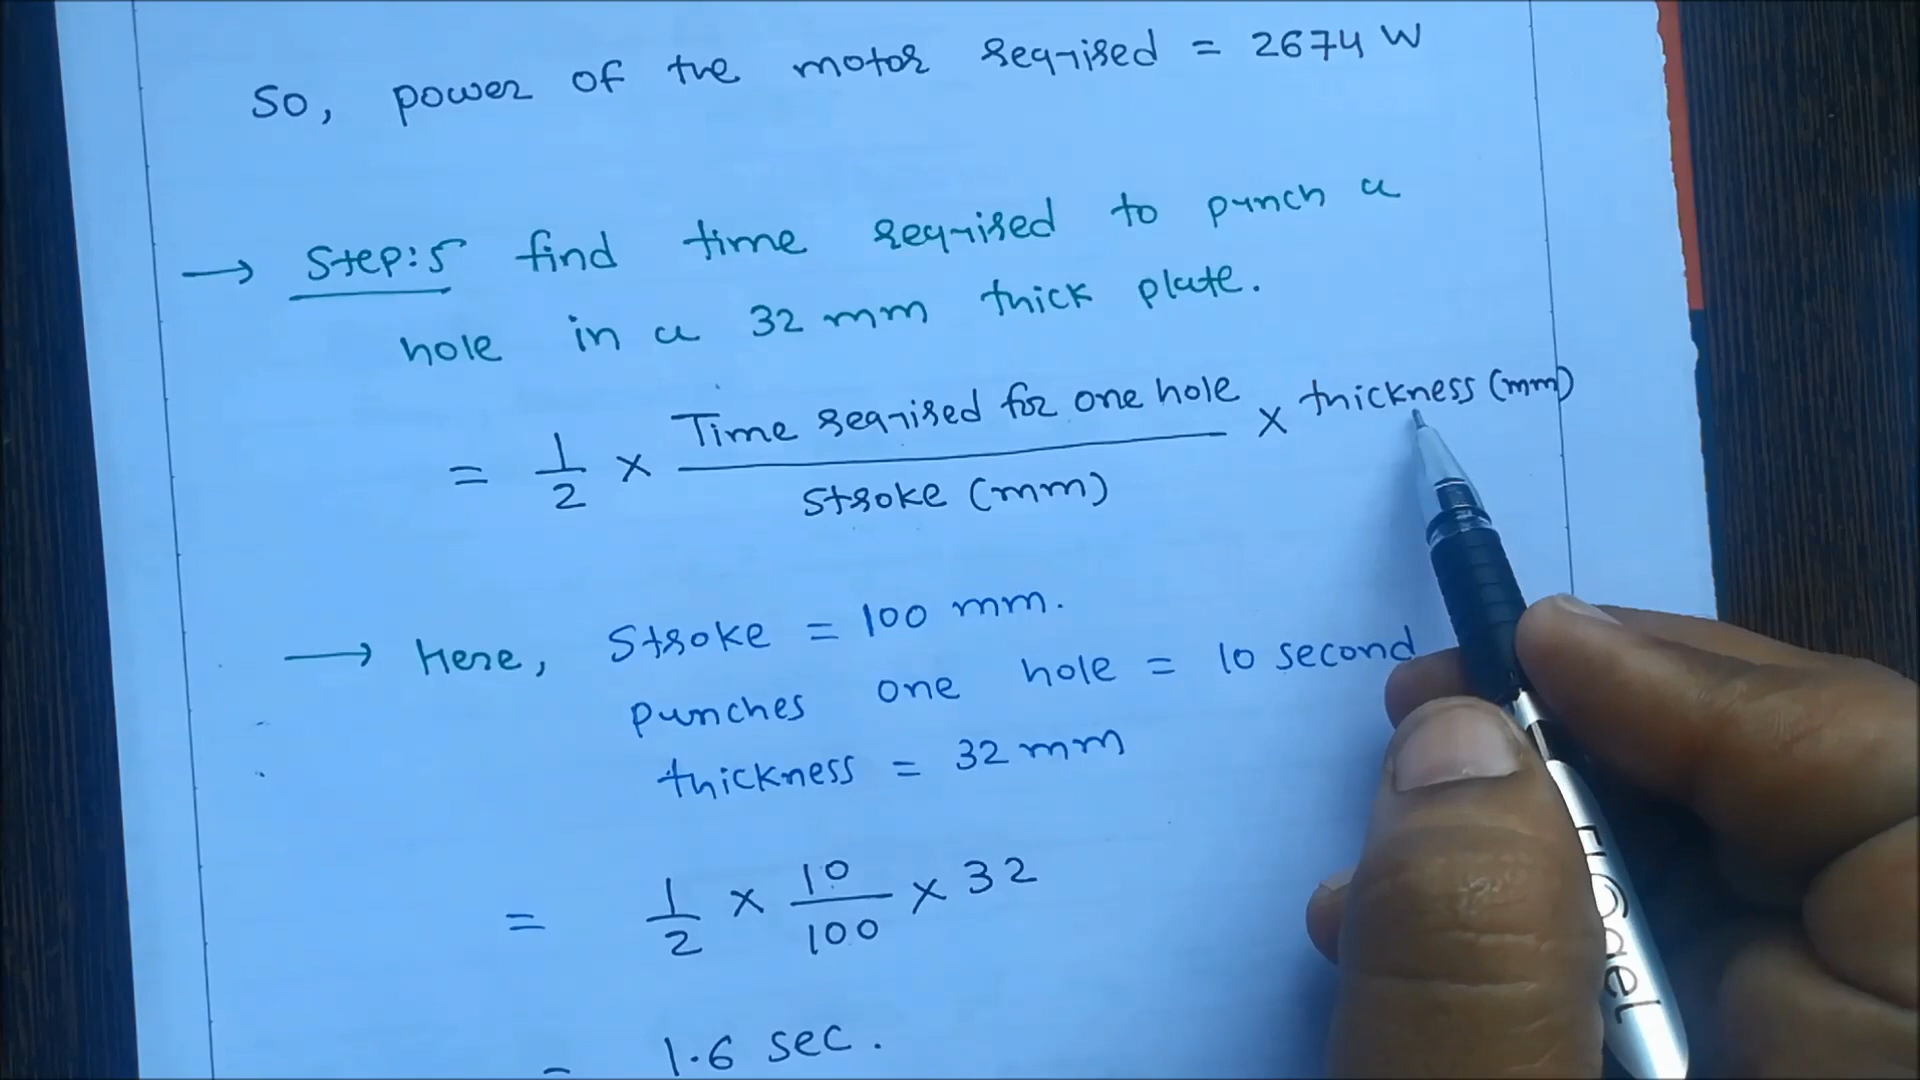 So, power of the motor required = 2674 W
→ Step:5 find time required to punch a
hole in a 32 mm thick plate.
= 1/2 × Time required for one hole / Stroke (mm) × thickness (mm)
→ Here, Stroke = 100 mm.
punches one hole = 10 second
thickness = 32 mm
= 1/2 × 10/100 × 32
= 1.6 sec.